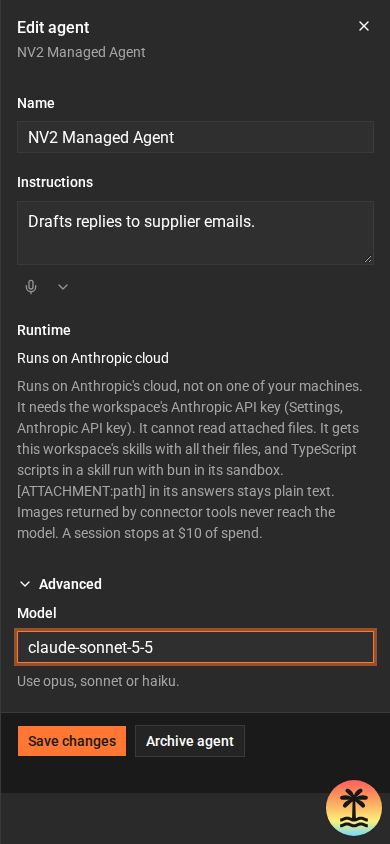 Edit agent
NV2 Managed Agent
Name
NV2 Managed Agent
Instructions
Drafts replies to supplier emails.
Runtime
Runs on Anthropic cloud
Runs on Anthropic's cloud, not on one of your machines.
It needs the workspace's Anthropic API key (Settings,
Anthropic API key). It cannot read attached files. It gets
this workspace's skills with all their files, and TypeScript
scripts in a skill run with bun in its sandbox.
[ATTACHMENT:path] in its answers stays plain text.
Images returned by connector tools never reach the
model. A session stops at $10 of spend.
Advanced
Model
claude-sonnet-5-5
Use opus, sonnet or haiku.
Save changes
Archive agent